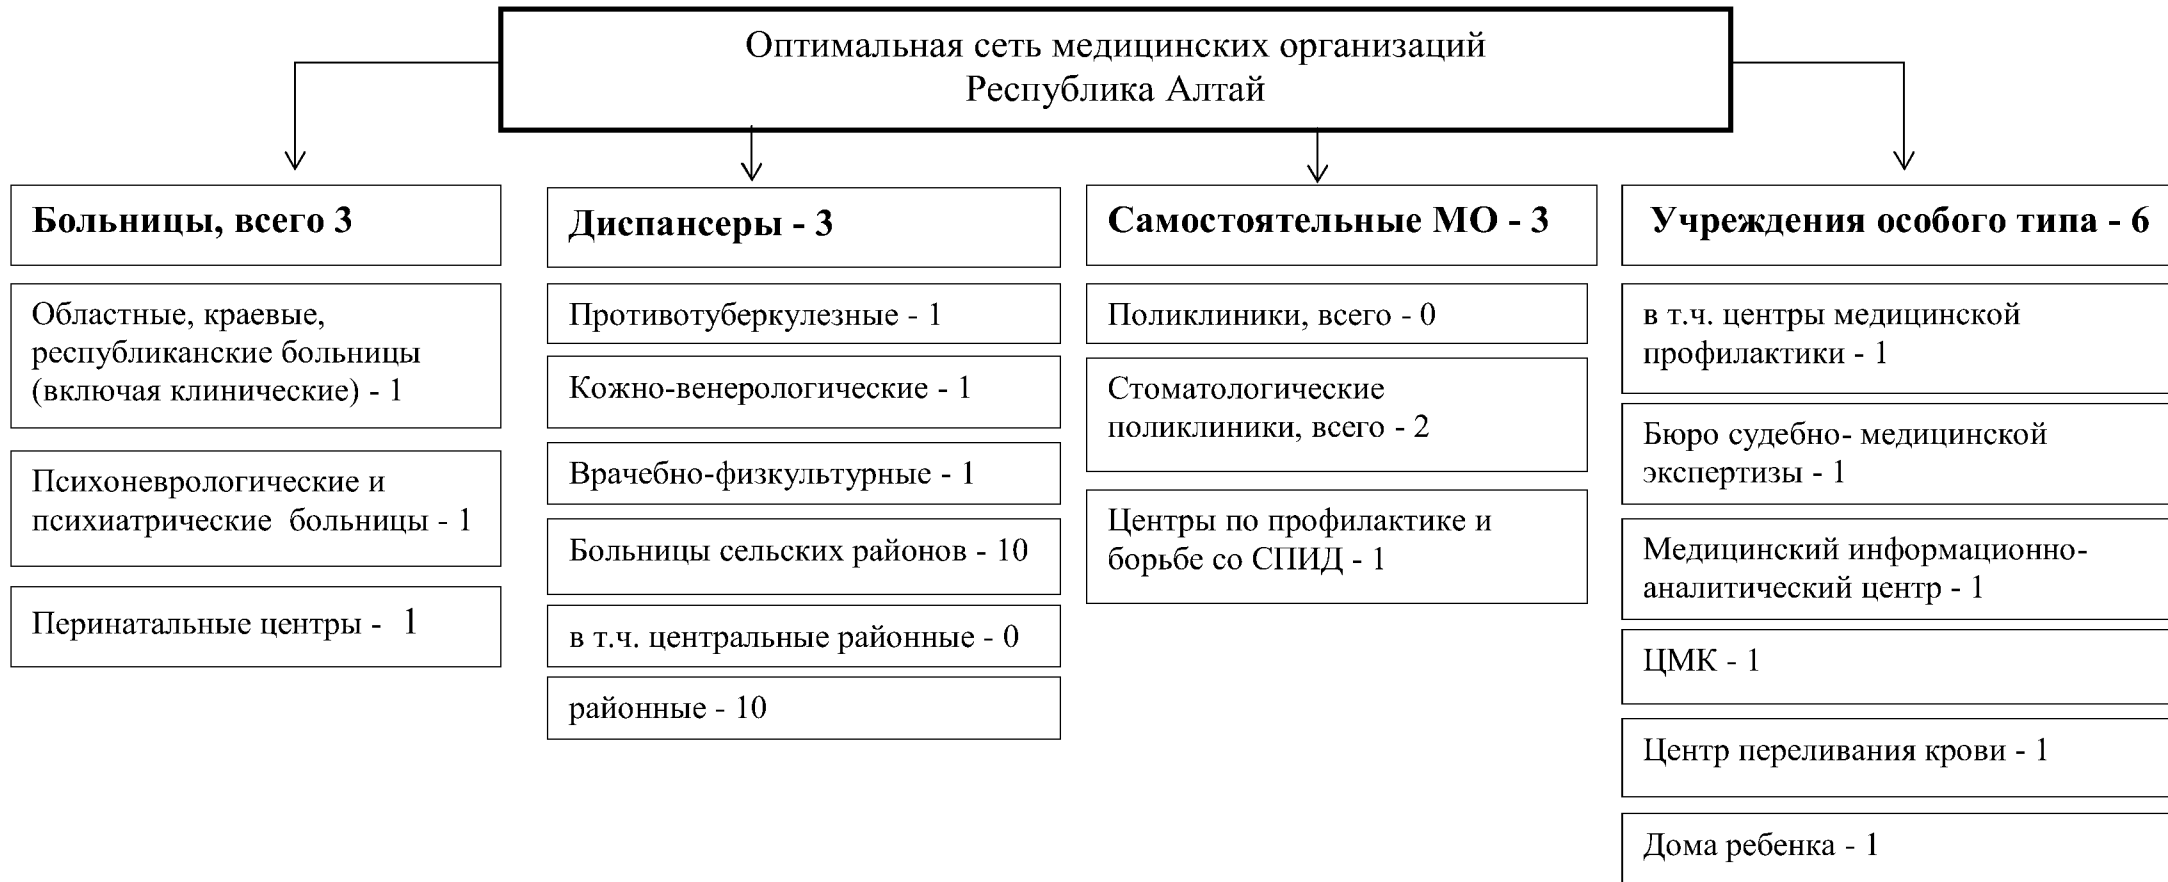 Оптимальная сеть медицинских организаций
Республика Алтай
Больницы, всего 3
Областные, краевые,
республиканские больницы
(включая клинические) - 1
Психоневрологические и
психиатрические больницы - 1
Перинатальные центры - 1
Диспансеры - 3
Противотуберкулезные - 1
Кожно-венерологические - 1
Врачебно-физкультурные - 1
Больницы сельских районов - 10
в т.ч. центральные районные - 0
районные - 10
Самостоятельные МО - 3
Поликлиники, всего - 0
Стоматологические
поликлиники, всего - 2
Центры по профилактике и
борьбе со СПИД - 1
Учреждения особого типа - 6
в т.ч. центры медицинской
профилактики - 1
Бюро судебно- медицинской
экспертизы - 1
Медицинский информационно-
аналитический центр - 1
ЦМК - 1
Центр переливания крови - 1
Дома ребенка - 1